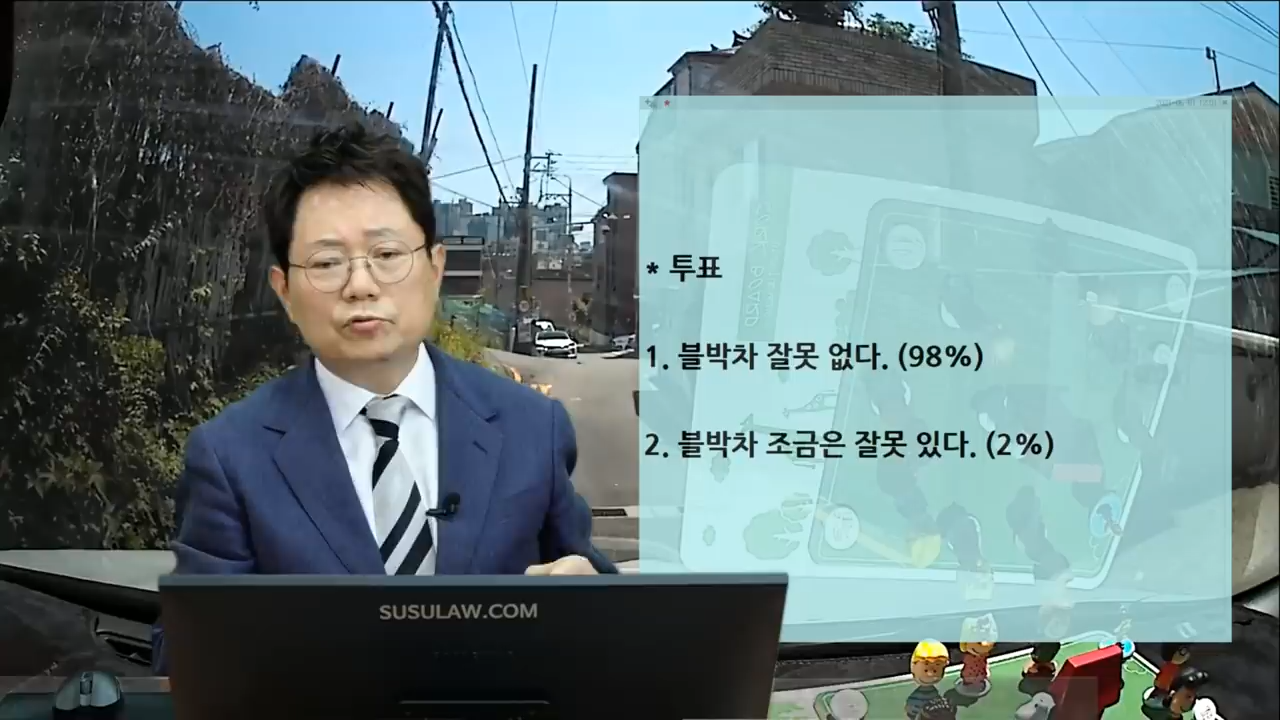 * 투표
1. 블박차 잘못 없다. (98%)
2. 블박차 조금은 잘못 있다. (2%)
SUSULAW.COM